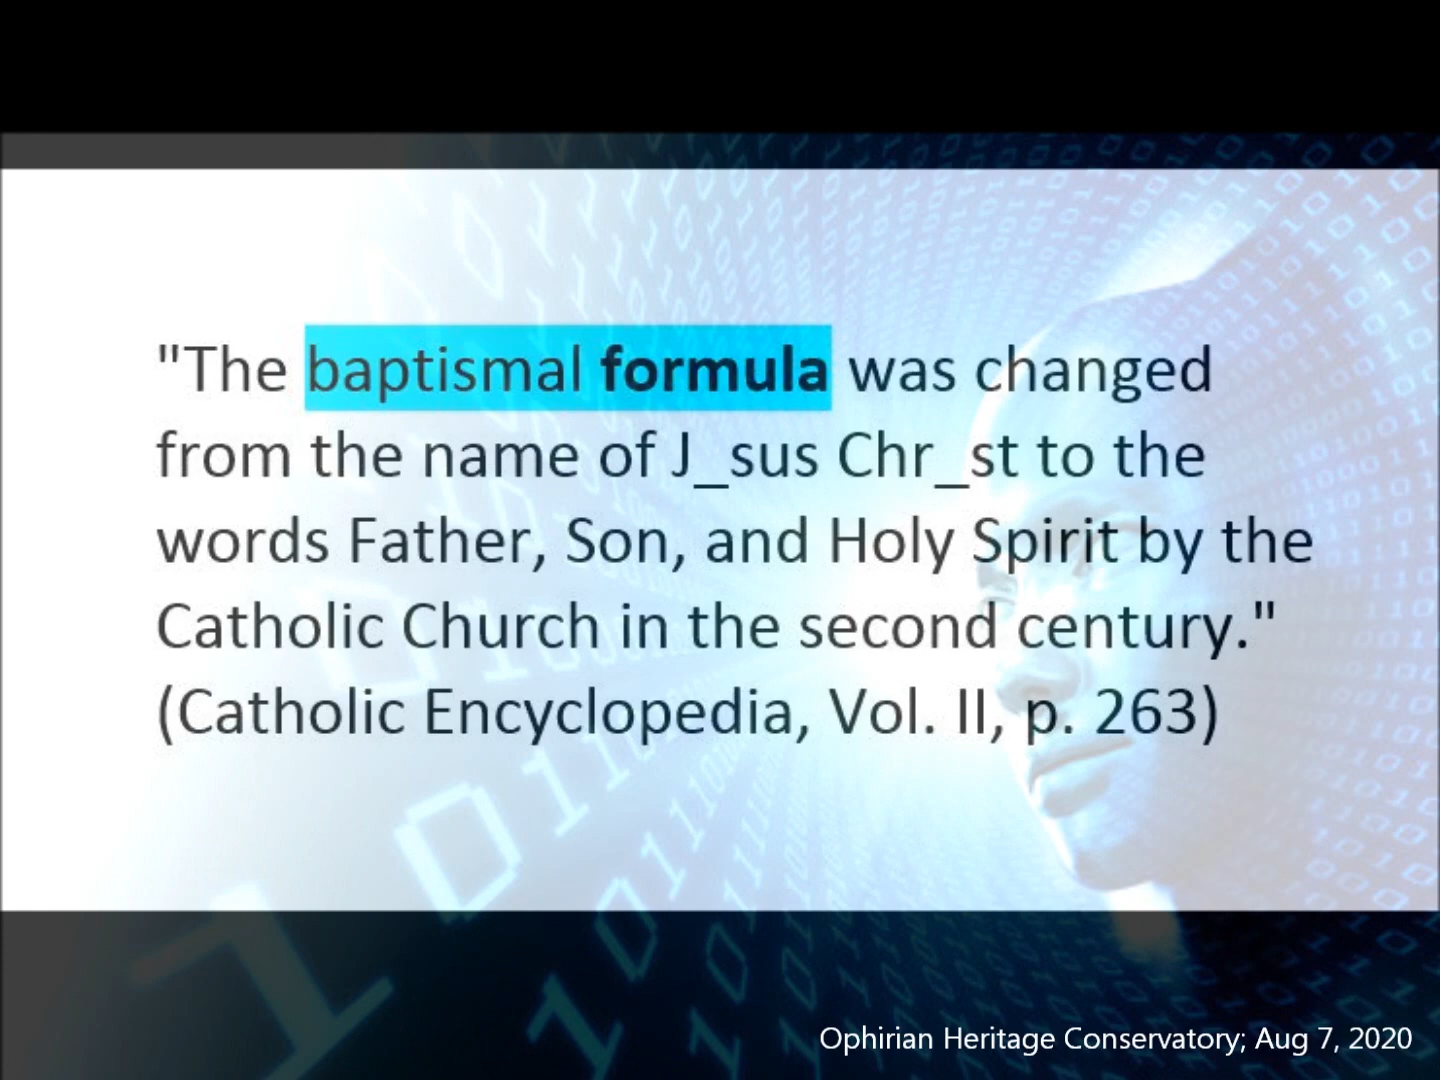 "The baptismal formula was changed
from the name of J_sus Chr_st to the
words Father, Son, and Holy Spirit by the
Catholic Church in the second century."
(Catholic Encyclopedia, Vol. II, p. 263)
Ophirian Heritage Conservatory; Aug 7, 2020